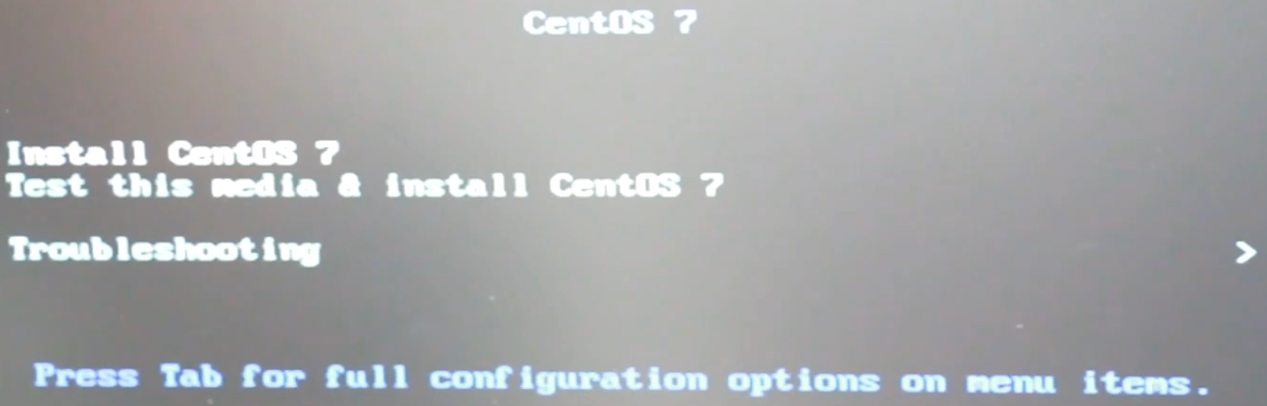 CentOS 7
Install CentOS 7
Test this media & install CentOS 7
Troubleshooting >
Press Tab for full configuration options on menu items.